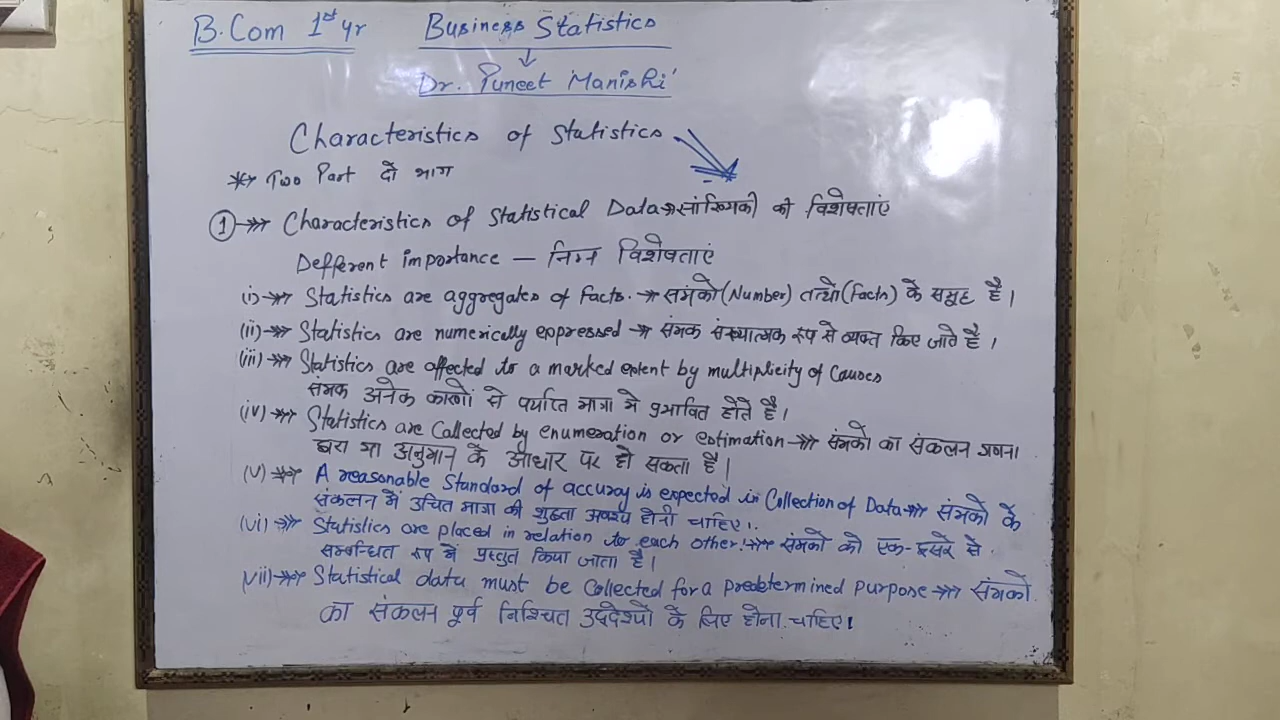 B.Com 1st yr Business Statistics
↓
Dr. Puneet Manishi
Characteristics of Statistics
* Two Part दो भाग
① →→→ Characteristics of Statistical Data →→ सांख्यिकी की विशेषताएं
Defferent importance — निम्न विशेषताएं
(i) →→→ Statistics are aggregates of Facts. →→ समंको (Number) तत्थो (Facts) के समूह है।
(ii) →→→ Statistics are numerically expressed →→ समंक संख्यात्मक रूप से व्यक्त किए जाते है।
(iii) →→→ Statistics are affected to a marked extent by multiplicity of Causes
समंक अनेक कारणों से पर्याप्त मात्रा मे प्रभावित होते है।
(iv) →→→ Statistics are Collected by enumeration or estimation →→→ समंको का संकलन गणना
द्वारा या अनुमान के आधार पर हो सकता है।
(v) →→→ A reasonable Standard of accuracy is expected in Collection of Data →→→ समंको के
संकलन में उचित मात्रा की शुद्धता अवश्य होनी चाहिए।.
(vi) →→→ Statistics are placed in relation to each other. →→→ समंको को एक-दूसरे से
सम्बन्धित रूप में प्रस्तुत किया जाता है।
(vii) →→→ Statistical data must be Collected for a predetermined purpose →→→ समंको
का संकलन पूर्व निश्चित उद्देश्यो के लिए होना चाहिए।